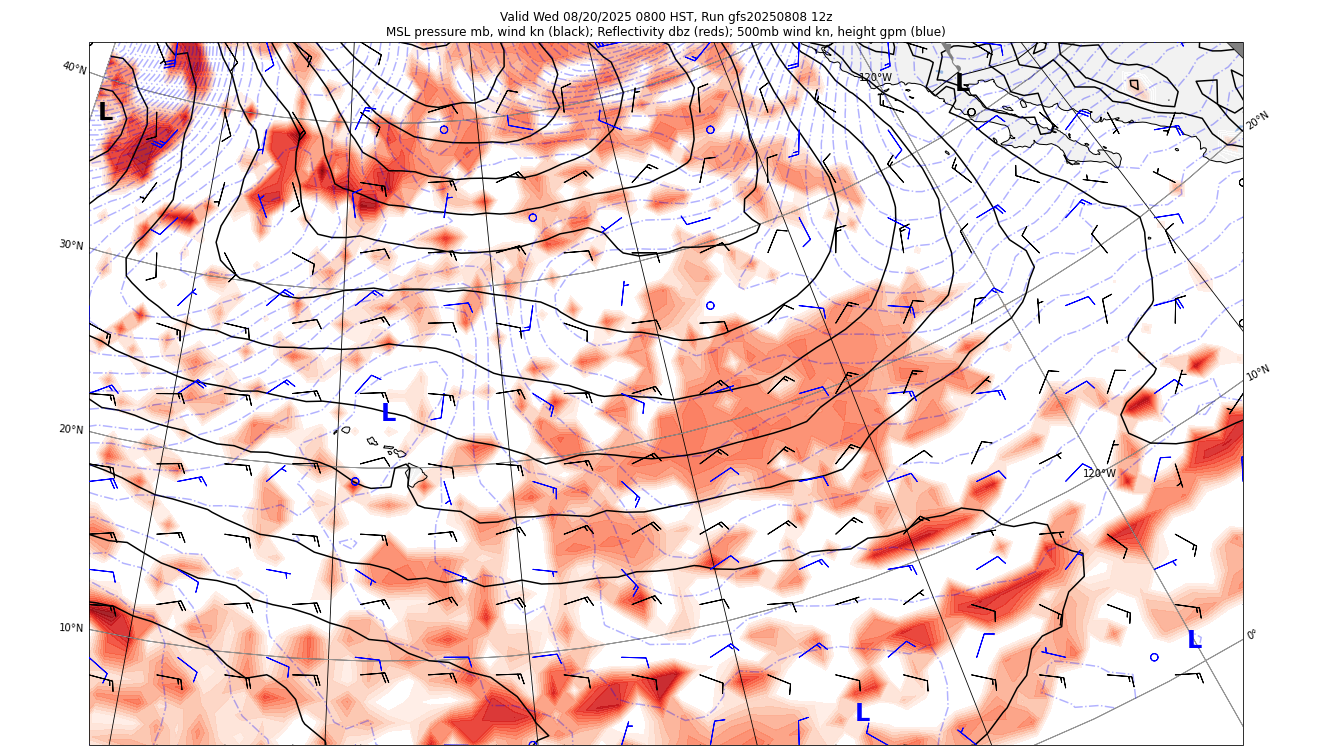 Valid Wed 08/20/2025 0800 HST, Run gfs20250808 12z
MSL pressure mb, wind kn (black); Reflectivity dbz (reds); 500mb wind kn, height gpm (blue)
40°N
120°W
L
L
20°N
30°N
10°N
L
20°N
120°W
10°N
0°
L
L